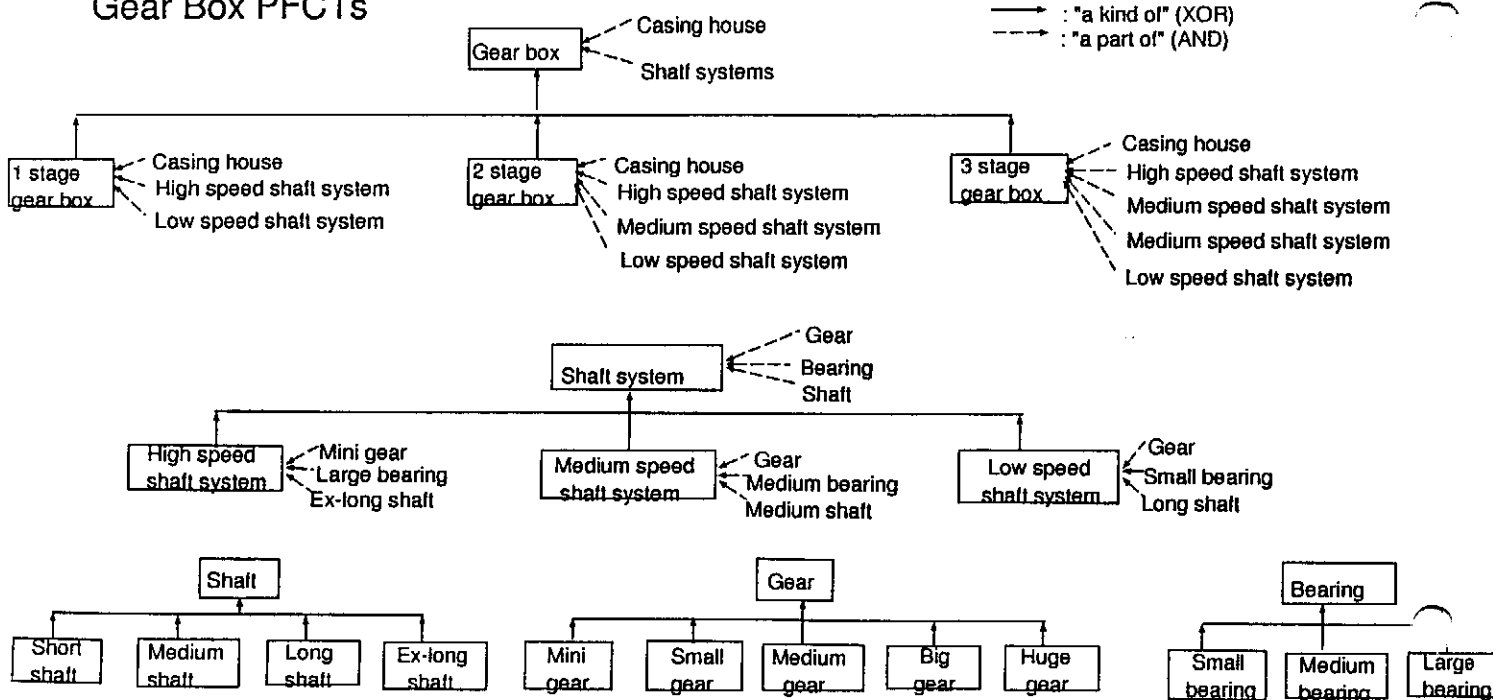 Gear Box PFCTs
: "a kind of" (XOR)
: "a part of" (AND)
Gear box
Casing house
Shatf systems
1 stage
gear box
Casing house
High speed shaft system
Low speed shaft system
2 stage
gear box
Casing house
High speed shaft system
Medium speed shaft system
Low speed shaft system
3 stage
gear box
Casing house
High speed shaft system
Medium speed shaft system
Medium speed shaft system
Low speed shaft system
Shaft system
Gear
Bearing
Shaft
High speed
shaft system
Mini gear
Large bearing
Ex-long shaft
Medium speed
shaft system
Gear
Medium bearing
Medium shaft
Low speed
shaft system
Gear
Small bearing
Long shaft
Shaft
Short
shaft
Medium
shaft
Long
shaft
Ex-long
shaft
Gear
Mini
gear
Small
gear
Medium
gear
Big
gear
Huge
gear
Bearing
Small
bearing
Medium
bearing
Large
bearing